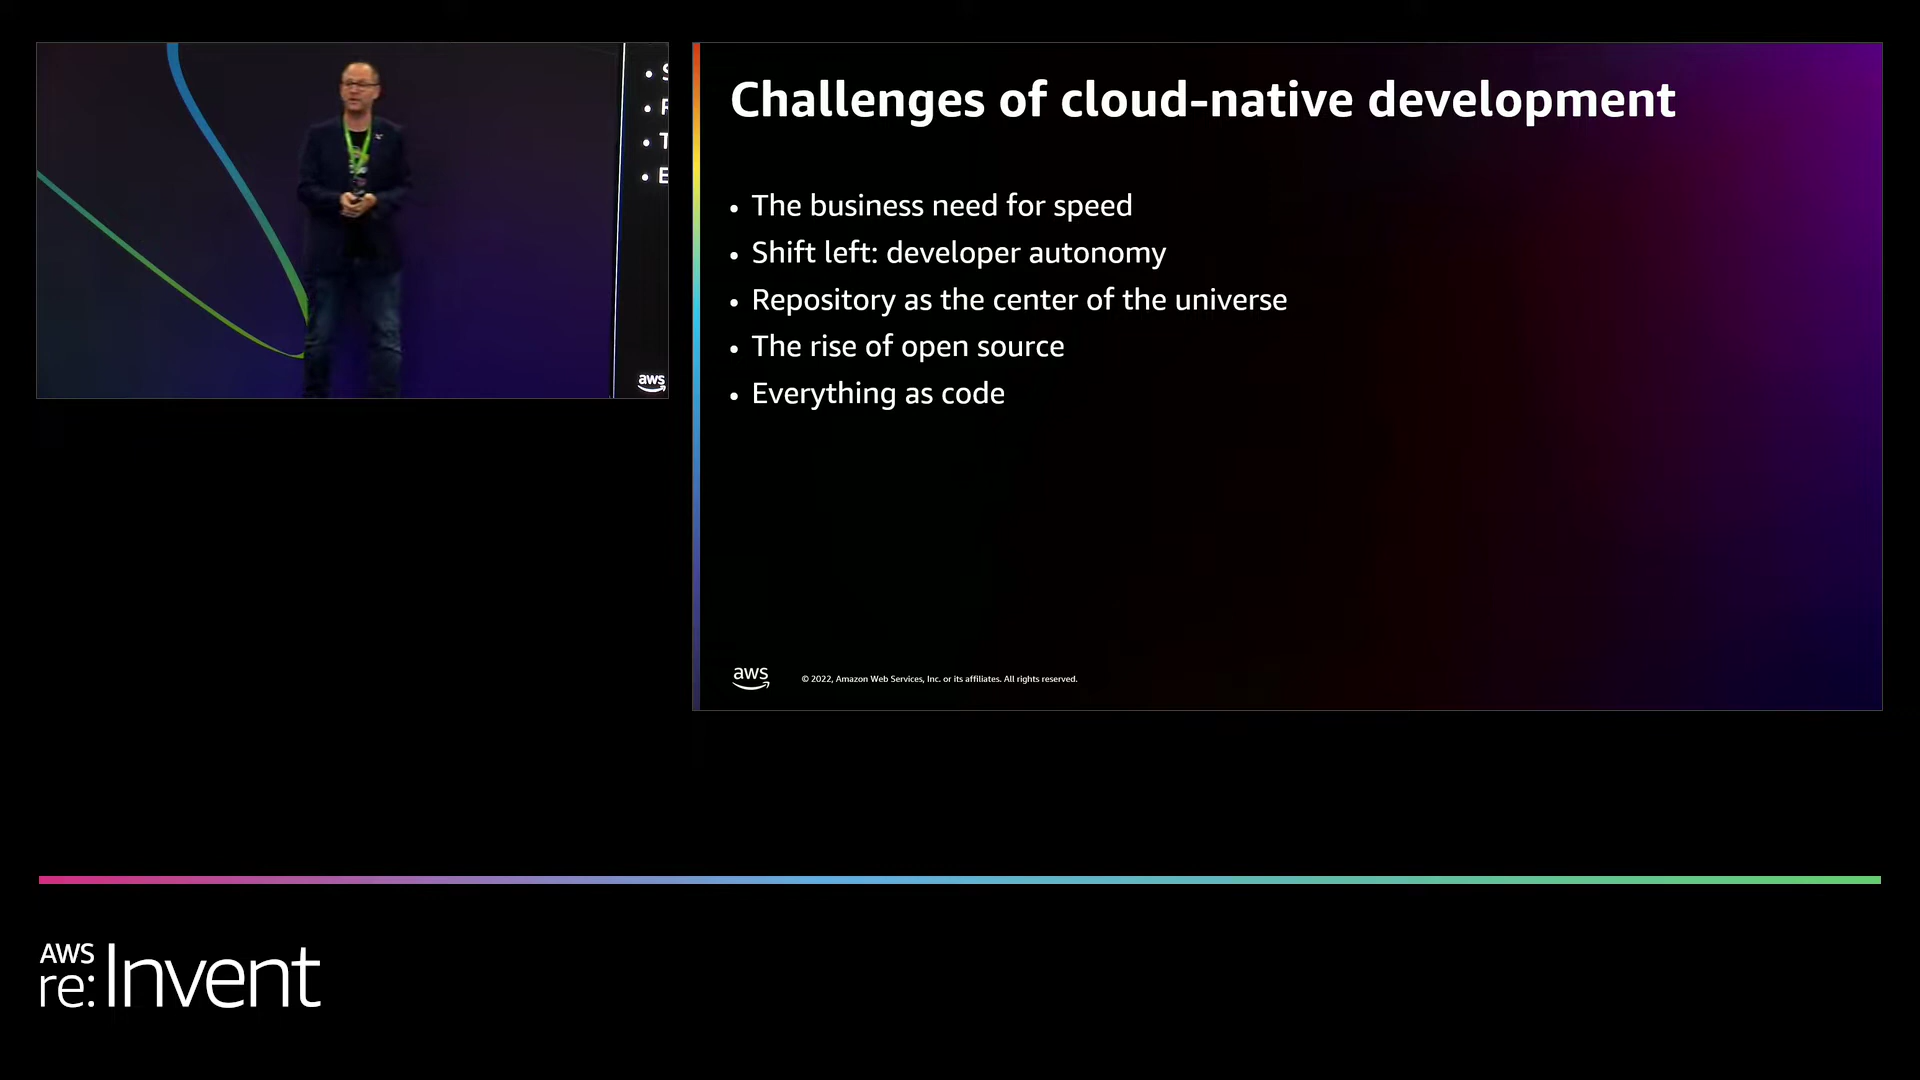 Challenges of cloud-native development
• The business need for speed
• Shift left: developer autonomy
• Repository as the center of the universe
• The rise of open source
• Everything as code
aws
© 2022, Amazon Web Services, Inc. or its affiliates. All rights reserved.
aws
AWS
re:Invent